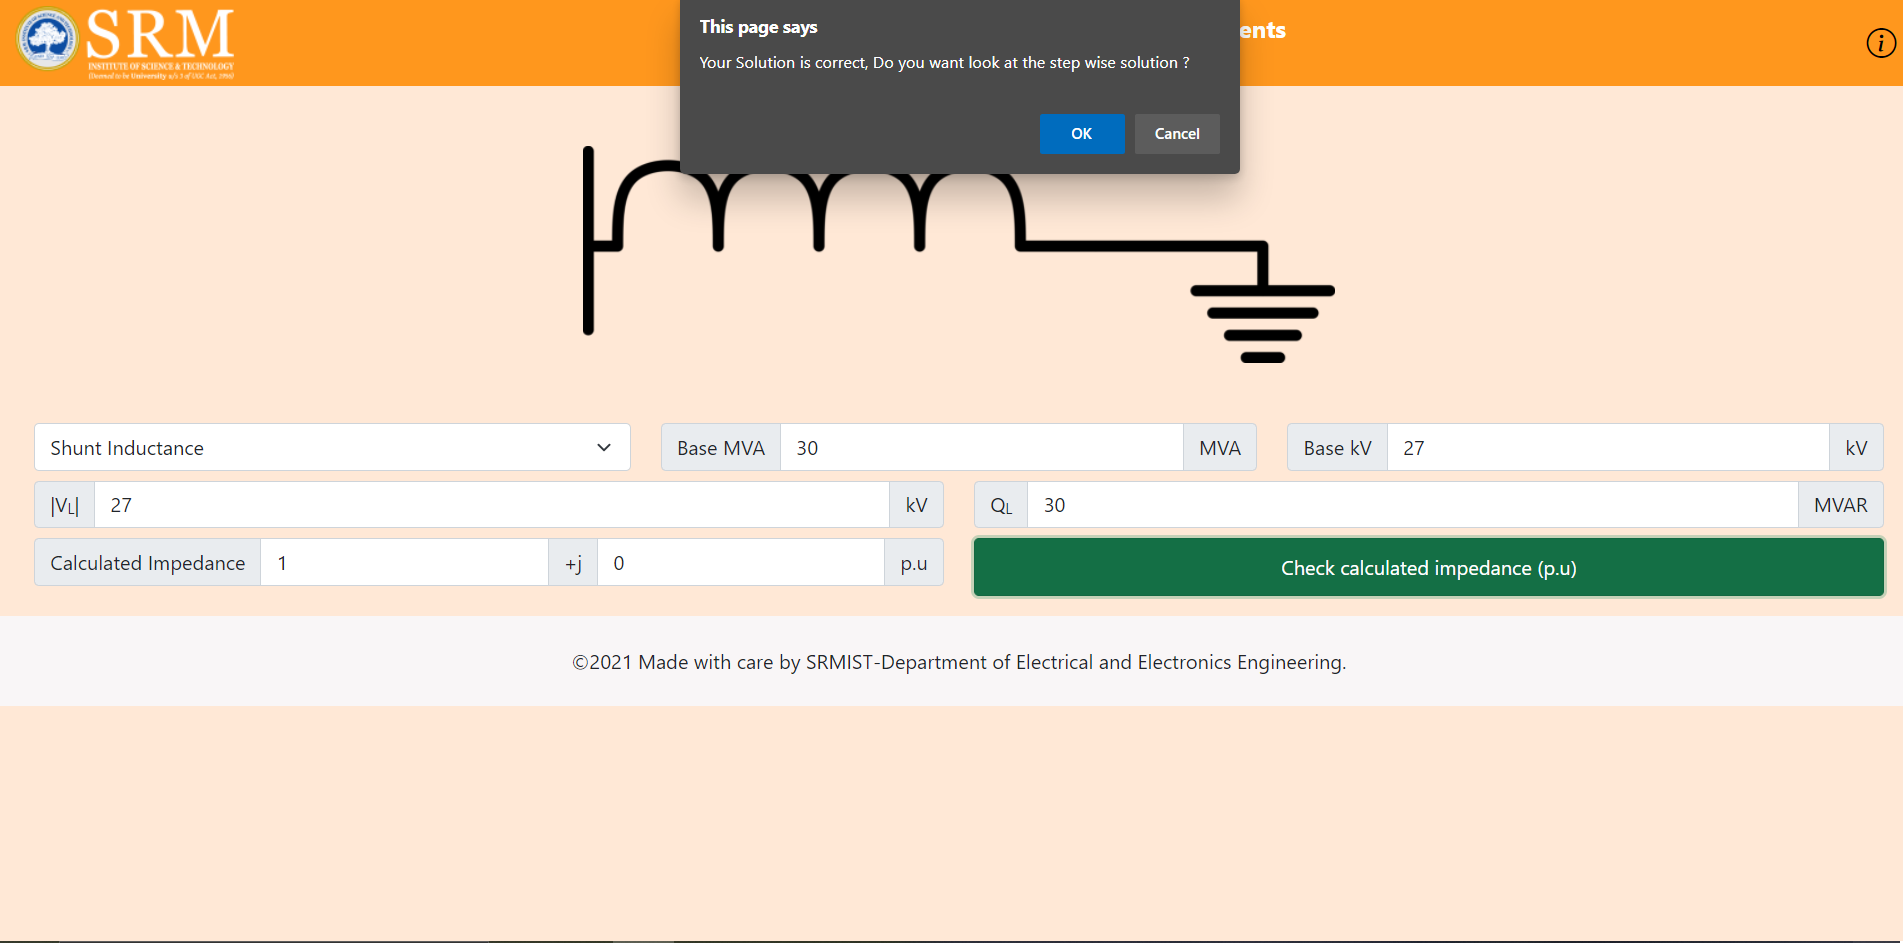 SRM
INSTITUTE OF SCIENCE & TECHNOLOGY
(Deemed to be University u/s 3 of UGC Act, 1956)
ents
i
This page says
Your Solution is correct, Do you want look at the step wise solution ?
OK
Cancel
Shunt Inductance
Base MVA 30 MVA
Base kV 27 kV
|VL| 27 kV
QL 30 MVAR
Calculated Impedance 1 +j 0 p.u
Check calculated impedance (p.u)
©2021 Made with care by SRMIST-Department of Electrical and Electronics Engineering.